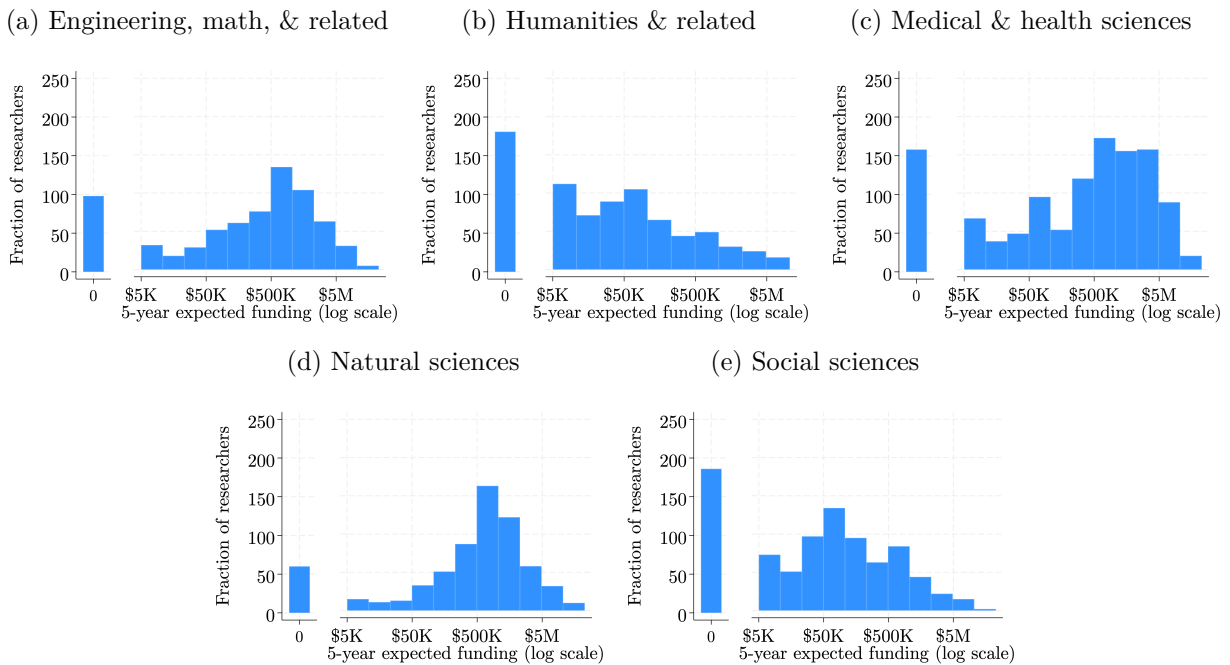 (a) Engineering, math, & related
Fraction of researchers
250
200
150
100
50
0
0
$5K
$50K
$500K
$5M
5-year expected funding (log scale)
(b) Humanities & related
Fraction of researchers
250
200
150
100
50
0
0
$5K
$50K
$500K
$5M
5-year expected funding (log scale)
(c) Medical & health sciences
Fraction of researchers
250
200
150
100
50
0
0
$5K
$50K
$500K
$5M
5-year expected funding (log scale)
(d) Natural sciences
Fraction of researchers
250
200
150
100
50
0
0
$5K
$50K
$500K
$5M
5-year expected funding (log scale)
(e) Social sciences
Fraction of researchers
250
200
150
100
50
0
0
$5K
$50K
$500K
$5M
5-year expected funding (log scale)